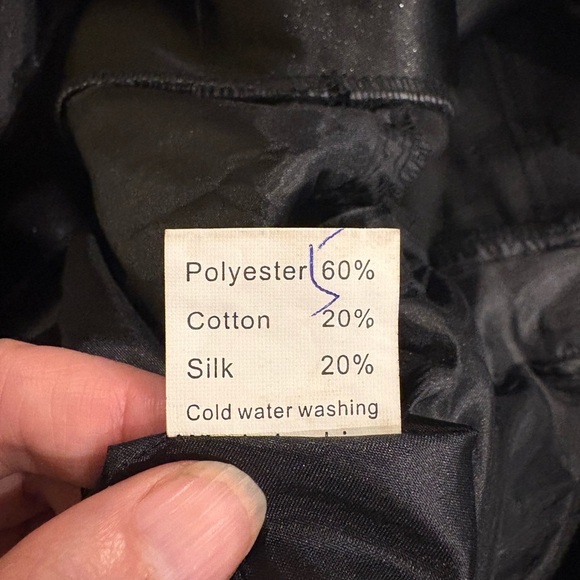 Polyester 60%
Cotton 20%
Silk 20%
Cold water washing